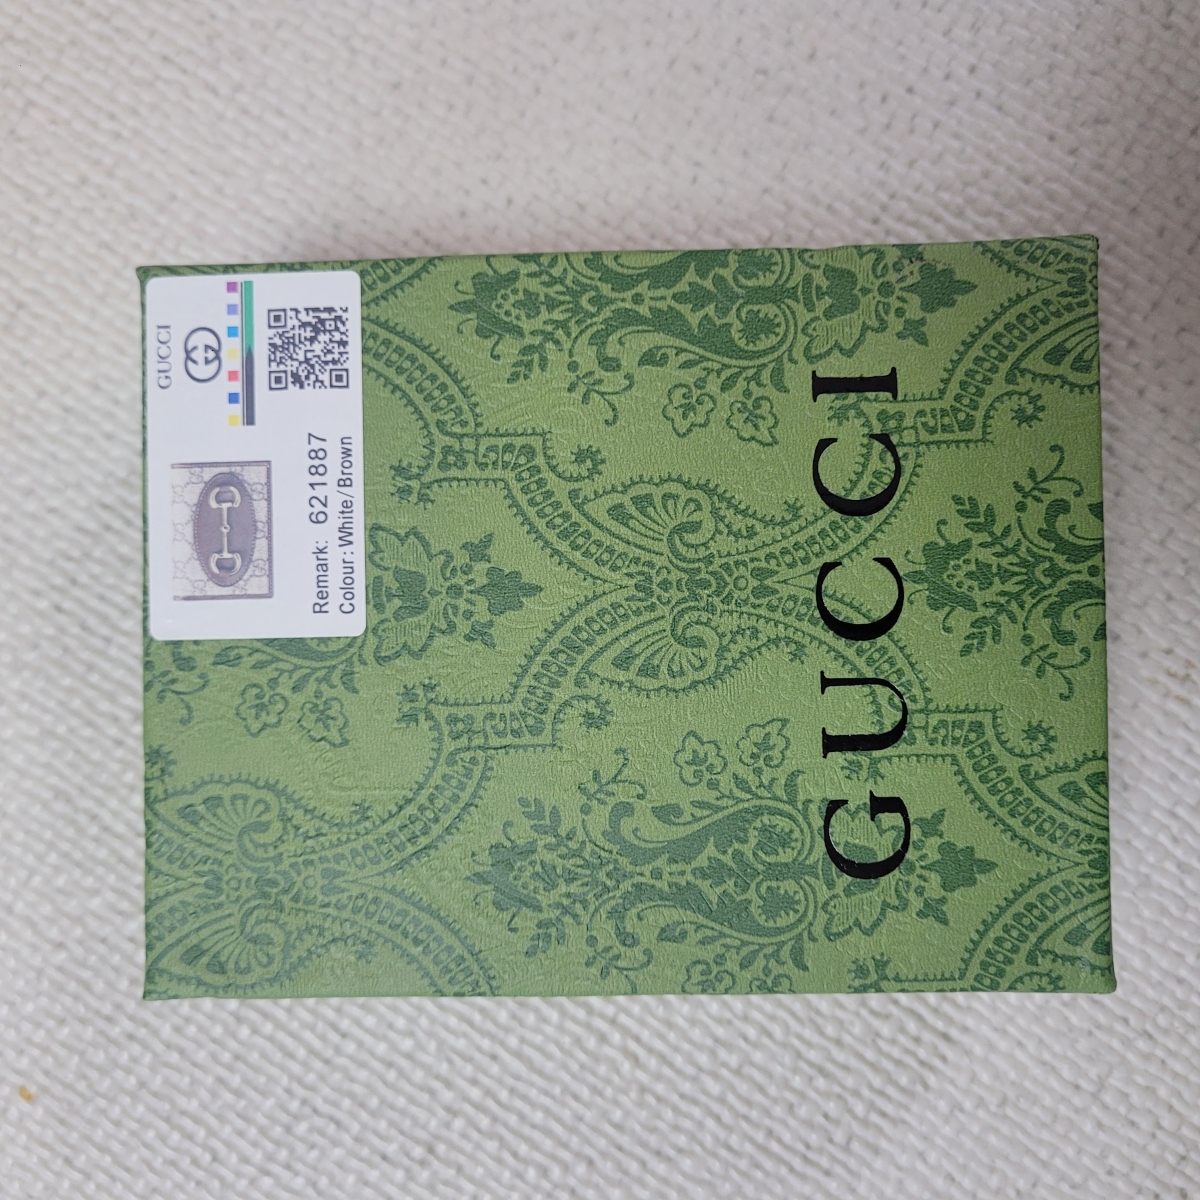 GUCCI
Remark: 621887
Colour: White/Brown
GUCCI